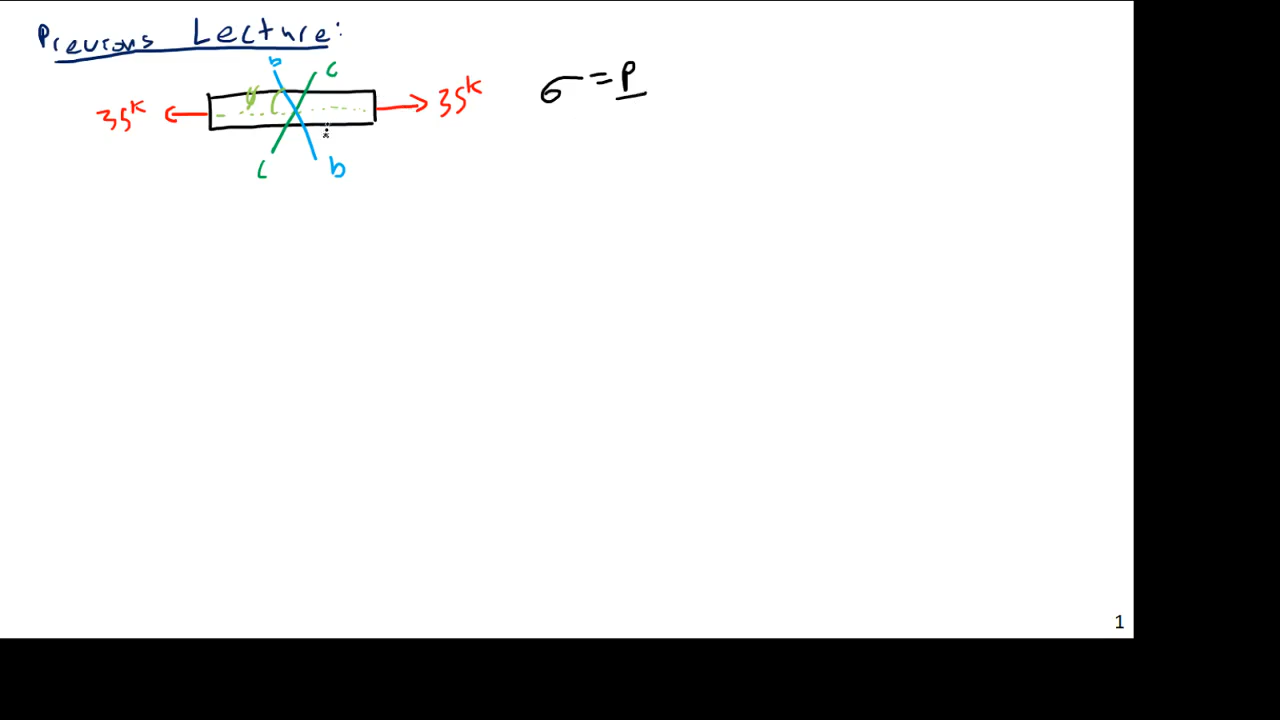 Previous Lecture:
b c
35k 35k σ = P
c b
1